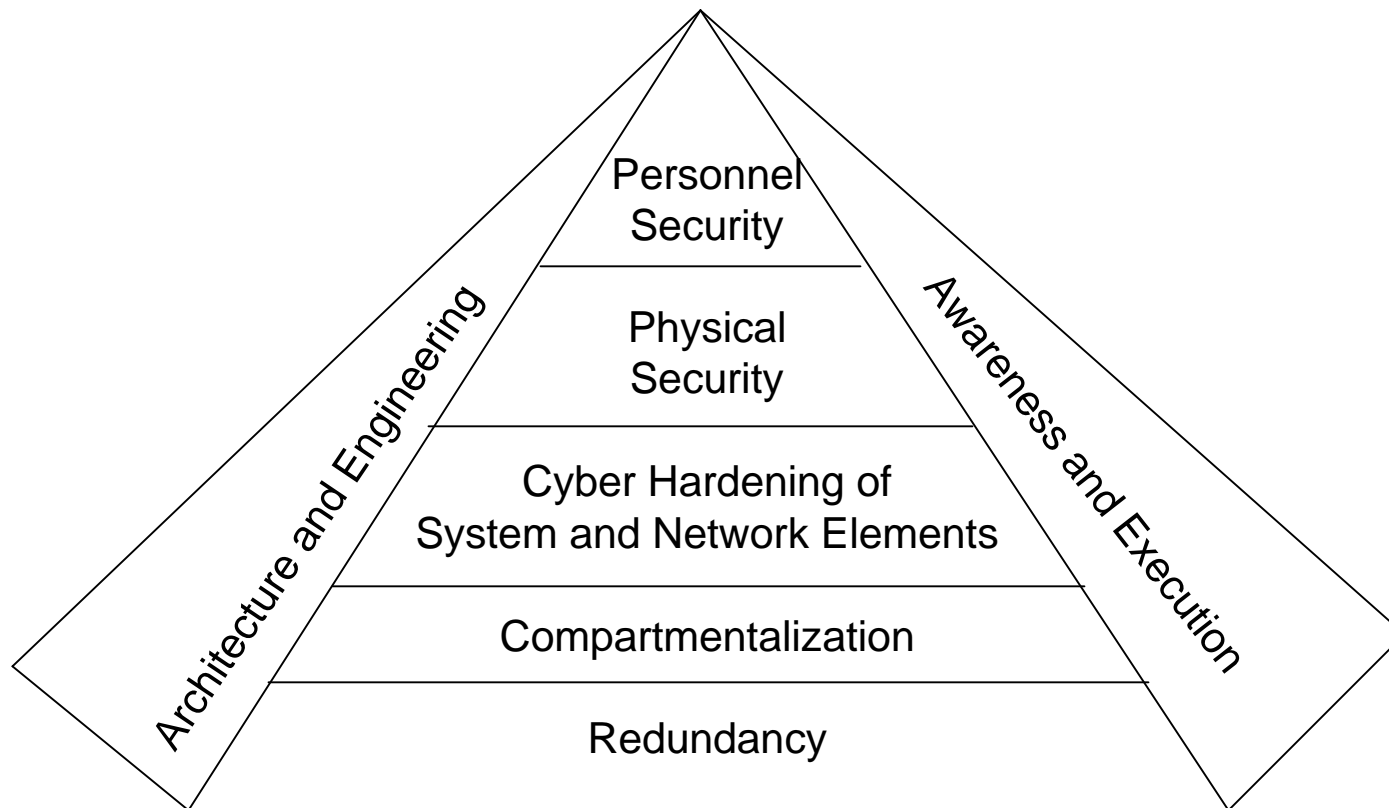 Personnel
Security
Physical
Security
Architecture and Engineering
Awareness and Execution
Cyber Hardening of
System and Network Elements
Compartmentalization
Redundancy